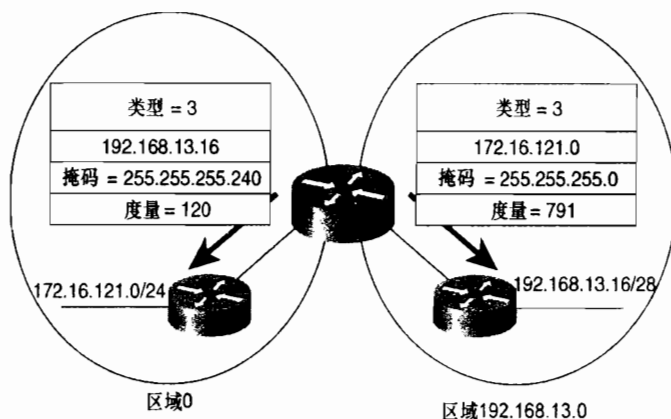 类型 = 3
192.168.13.16
掩码 = 255.255.255.240
度量 = 120
类型 = 3
172.16.121.0
掩码 = 255.255.255.0
度量 = 791
172.16.121.0/24
192.168.13.16/28
区域0
区域192.168.13.0